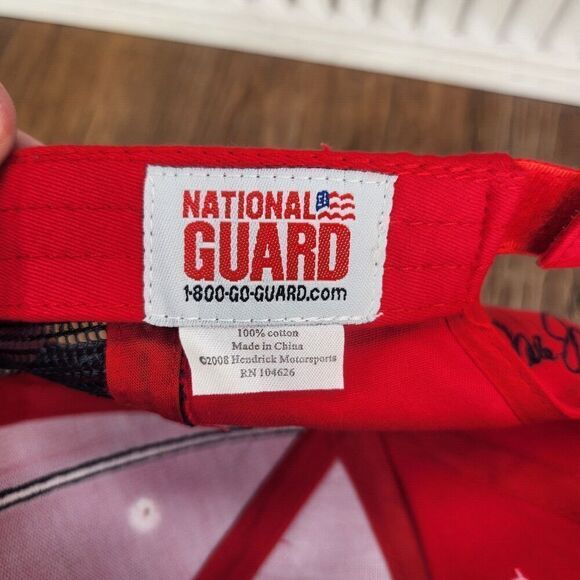 NATIONAL
GUARD
1-800-GO-GUARD.com
100% cotton
Made in China
©2008 Hendrick Motorsports
RN 104626